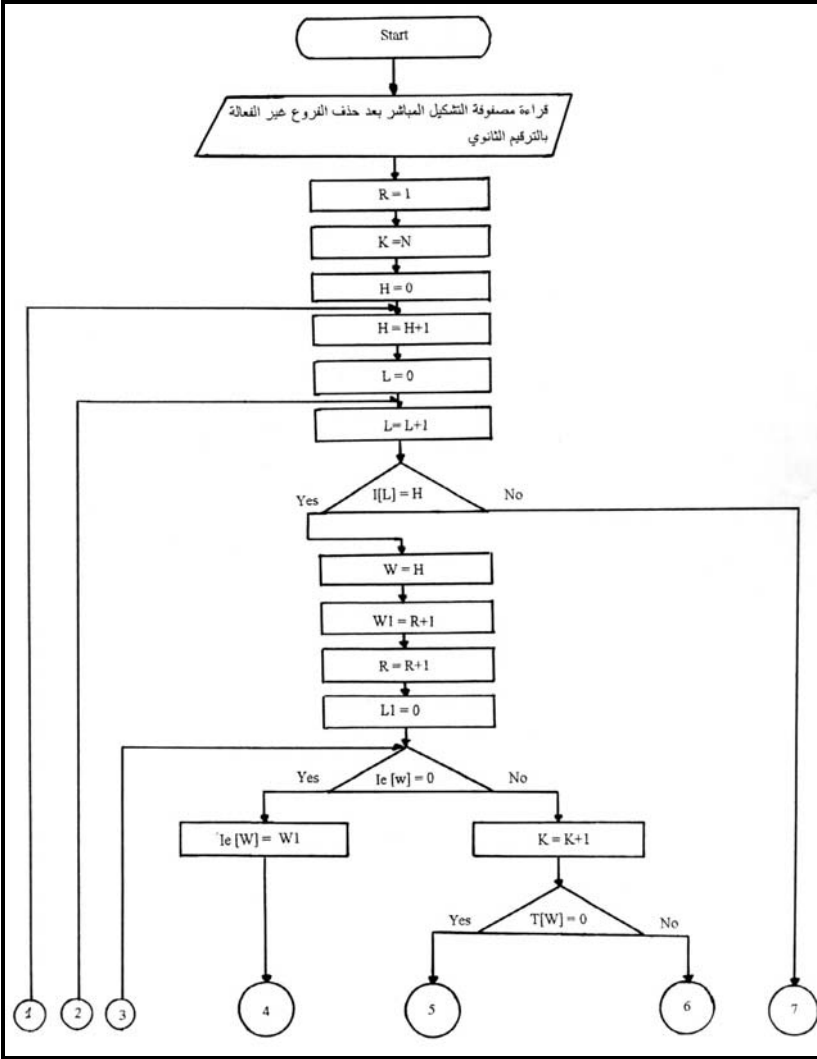 Start
قراءة مصفوفة التشكيل المباشر بعد حذف الفروع غير الفعالة
بالترقيم الثانوي
R = 1
K =N
H = 0
H = H+1
L = 0
L= L+1
I[L] = H
Yes
No
W = H
W1 = R+1
R = R+1
L1 = 0
Ie [w] = 0
Yes
No
Ie [W] = W1
K = K+1
T[W] = 0
Yes
No
1
2
3
4
5
6
7